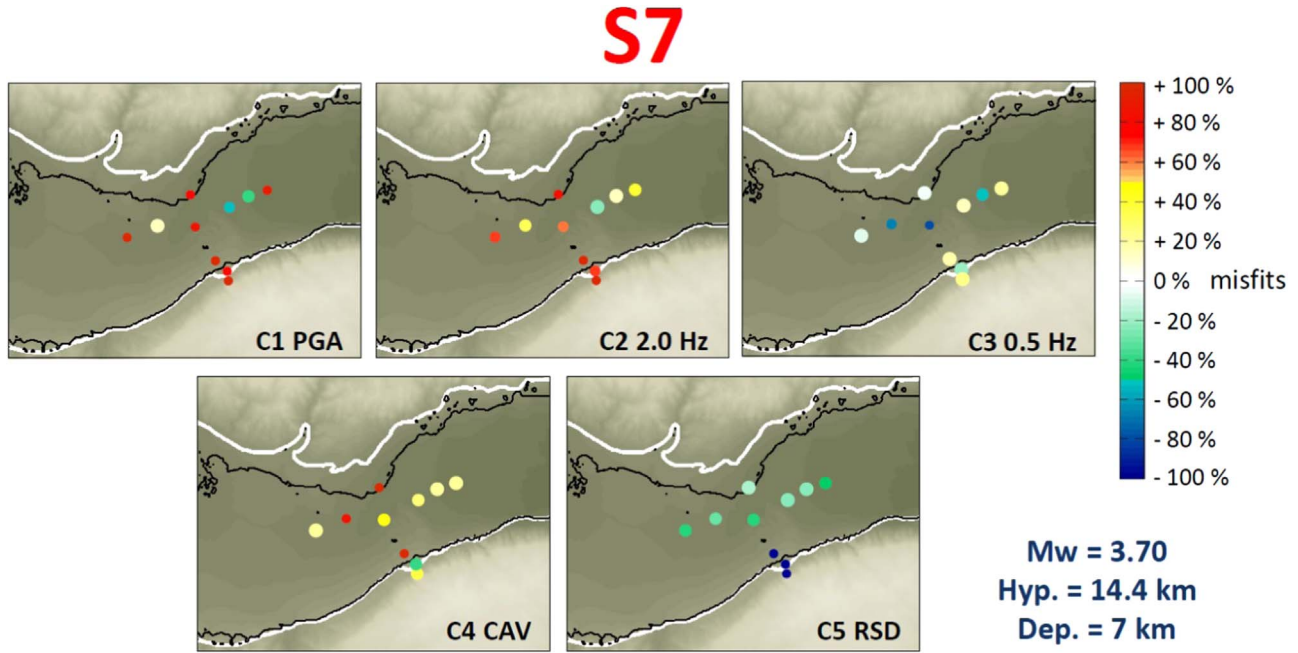 S7
C1 PGA
C2 2.0 Hz
C3 0.5 Hz
+ 100 %
+ 80 %
+ 60 %
+ 40 %
+ 20 %
0 % misfits
- 20 %
- 40 %
- 60 %
- 80 %
- 100 %
C4 CAV
C5 RSD
Mw = 3.70
Hyp. = 14.4 km
Dep. = 7 km